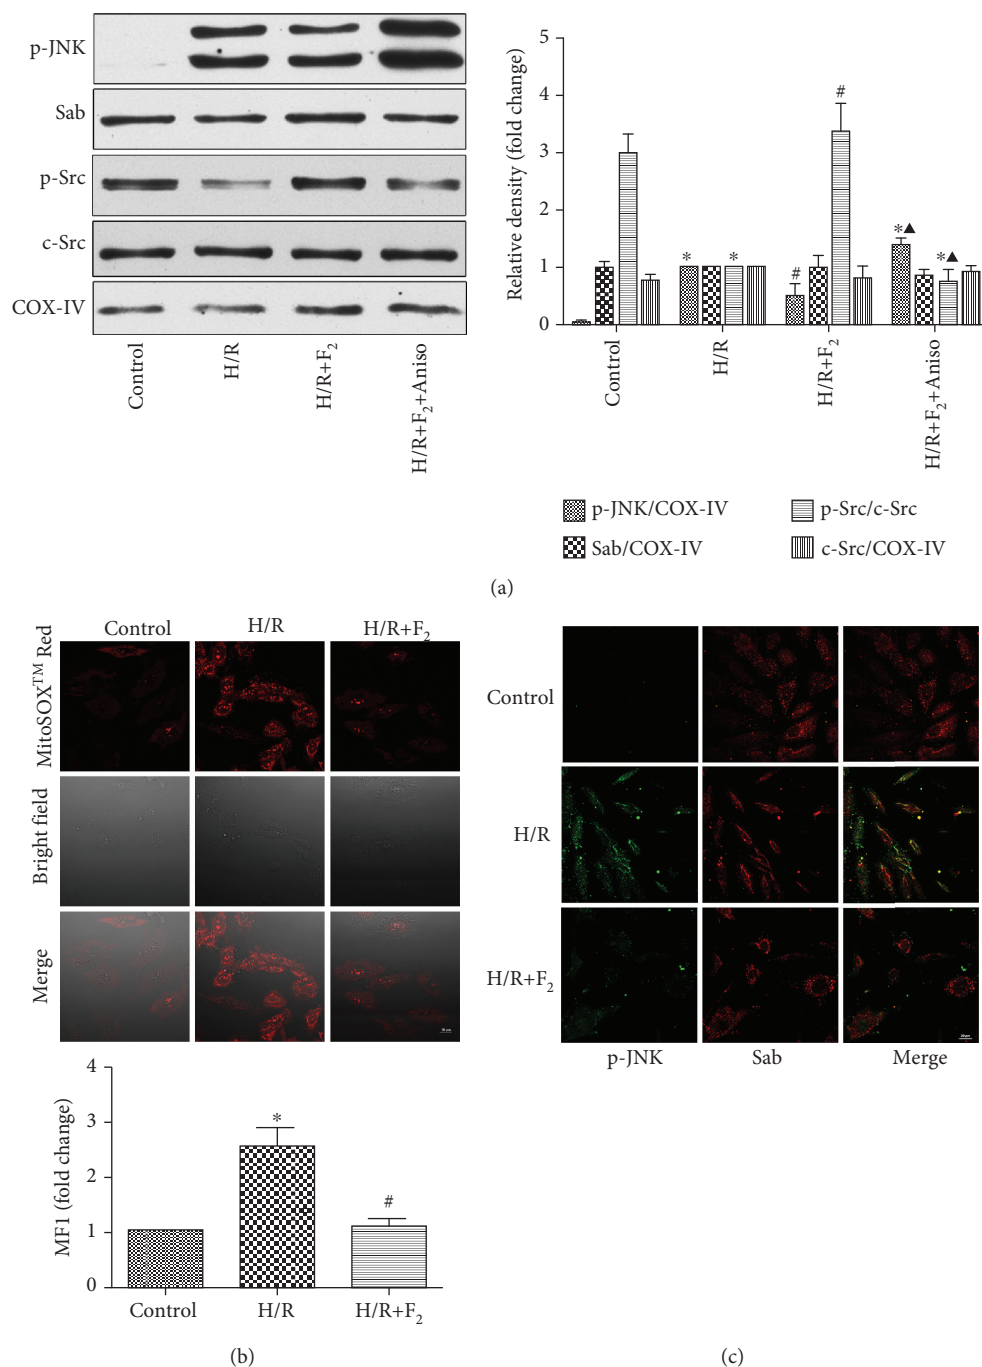 p-JNK
Sab
p-Src
c-Src
COX-IV
Control
H/R
H/R+F2
H/R+F2+Aniso
Relative density (fold change)
5
4
3
2
1
0
* * # # *▲ *▲
Control
H/R
H/R+F2
H/R+F2+Aniso
p-JNK/COX-IV
p-Src/c-Src
Sab/COX-IV
c-Src/COX-IV
(a)
Control H/R H/R+F2
MitoSOX™ Red
Bright field
Merge
MF1 (fold change)
4
3
2
1
0
*
#
Control H/R H/R+F2
(b)
Control
H/R
H/R+F2
p-JNK Sab Merge
(c)